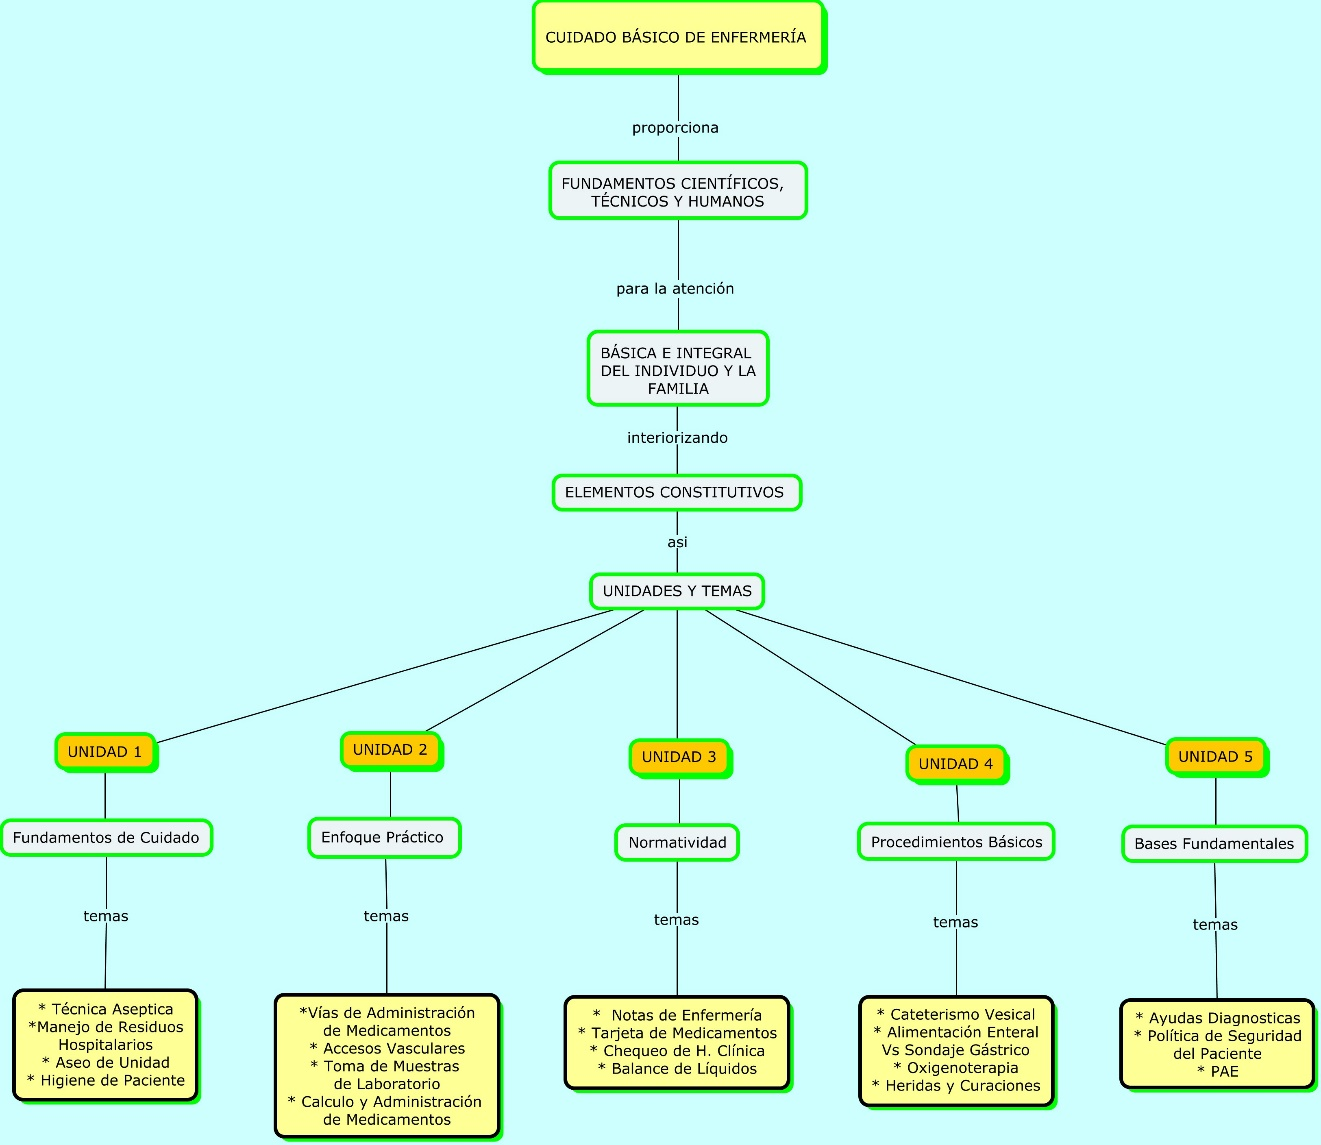 CUIDADO BÁSICO DE ENFERMERÍA
proporciona
FUNDAMENTOS CIENTÍFICOS,
TÉCNICOS Y HUMANOS
para la atención
BÁSICA E INTEGRAL
DEL INDIVIDUO Y LA
FAMILIA
interiorizando
ELEMENTOS CONSTITUTIVOS
asi
UNIDADES Y TEMAS
UNIDAD 1
Fundamentos de Cuidado
temas
* Técnica Aseptica
*Manejo de Residuos
Hospitalarios
* Aseo de Unidad
* Higiene de Paciente
UNIDAD 2
Enfoque Práctico
temas
*Vías de Administración
de Medicamentos
* Accesos Vasculares
* Toma de Muestras
de Laboratorio
* Calculo y Administración
de Medicamentos
UNIDAD 3
Normatividad
temas
* Notas de Enfermería
* Tarjeta de Medicamentos
* Chequeo de H. Clínica
* Balance de Líquidos
UNIDAD 4
Procedimientos Básicos
temas
* Cateterismo Vesical
* Alimentación Enteral
Vs Sondaje Gástrico
* Oxigenoterapia
* Heridas y Curaciones
UNIDAD 5
Bases Fundamentales
temas
* Ayudas Diagnosticas
* Política de Seguridad
del Paciente
* PAE